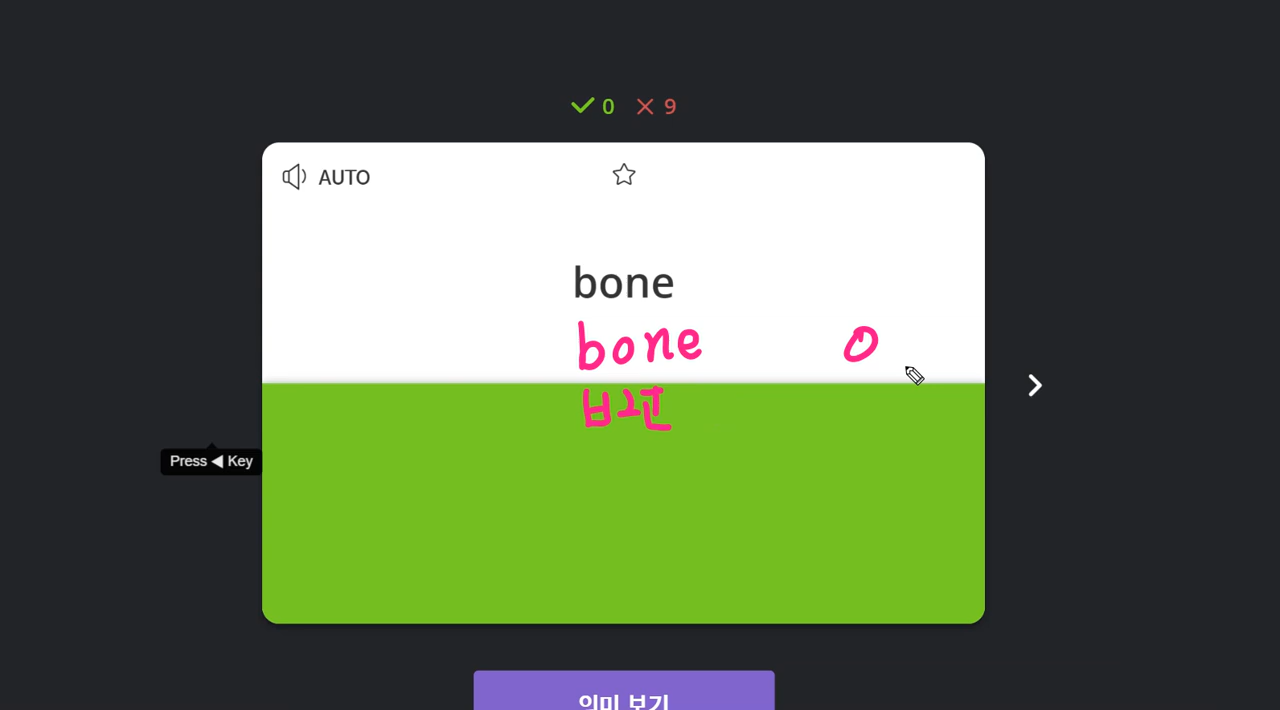 0 9
AUTO
bone
bone o
Press ◀ Key
의미 보기